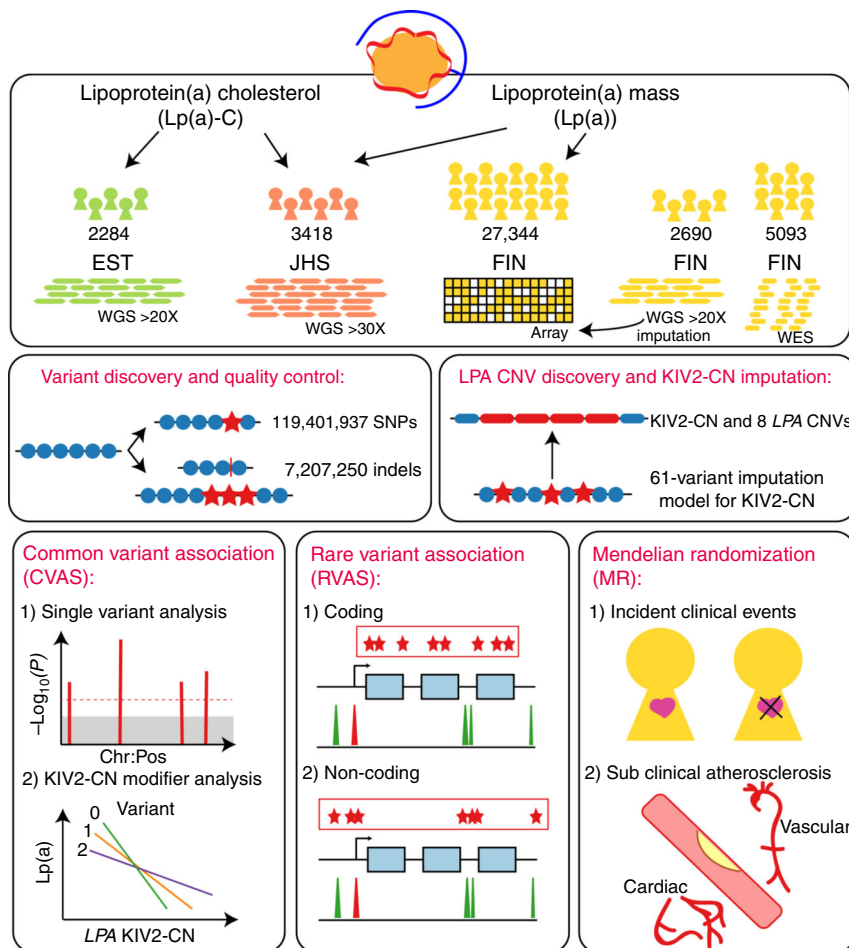 Lipoprotein(a) cholesterol
(Lp(a)-C)
Lipoprotein(a) mass
(Lp(a))
2284
3418
27,344
2690
5093
EST
JHS
FIN
FIN
FIN
WGS >20X
WGS >30X
Array
WGS >20X
imputation
WES
Variant discovery and quality control:
119,401,937 SNPs
7,207,250 indels
LPA CNV discovery and KIV2-CN imputation:
KIV2-CN and 8 LPA CNVs
61-variant imputation
model for KIV2-CN
Common variant association
(CVAS):
1) Single variant analysis
–Log10(P)
Chr:Pos
2) KIV2-CN modifier analysis
Variant
0
1
2
Lp(a)
LPA KIV2-CN
Rare variant association
(RVAS):
1) Coding
2) Non-coding
Mendelian randomization
(MR):
1) Incident clinical events
2) Sub clinical atherosclerosis
Vascular
Cardiac